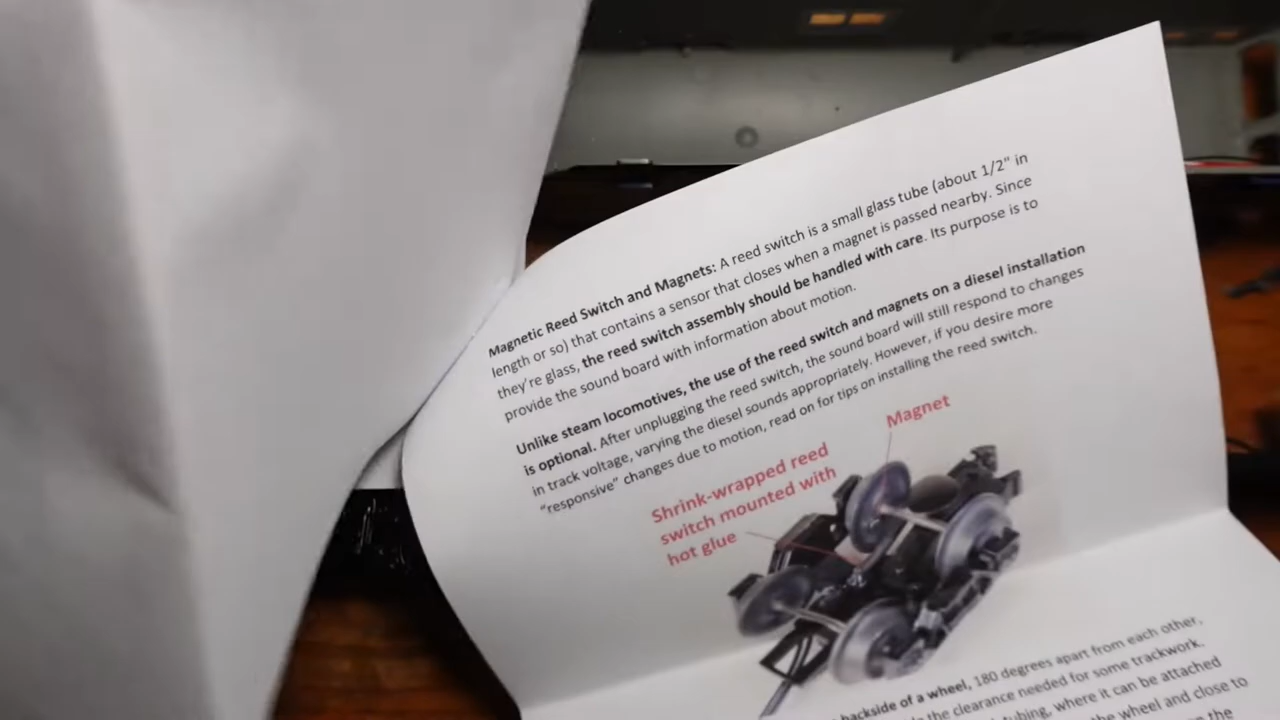 Magnetic Reed Switch and Magnets: A reed switch is a small glass tube (about 1/2" in
length or so) that contains a sensor that closes when a magnet is passed nearby. Since
they're glass, the reed switch assembly should be handled with care. Its purpose is to
provide the sound board with information about motion.
Unlike steam locomotives, the use of the reed switch and magnets on a diesel installation
is optional. After unplugging the reed switch, the sound board will still respond to changes
in track voltage, varying the diesel sounds appropriately. However, if you desire more
"responsive" changes due to motion, read on for tips on installing the reed switch.
Magnet
Shrink-wrapped reed
switch mounted with
hot glue
backside of a wheel, 180 degrees apart from each other,
the clearance needed for some trackwork.
tubing, where it can be attached
the wheel and close to
the